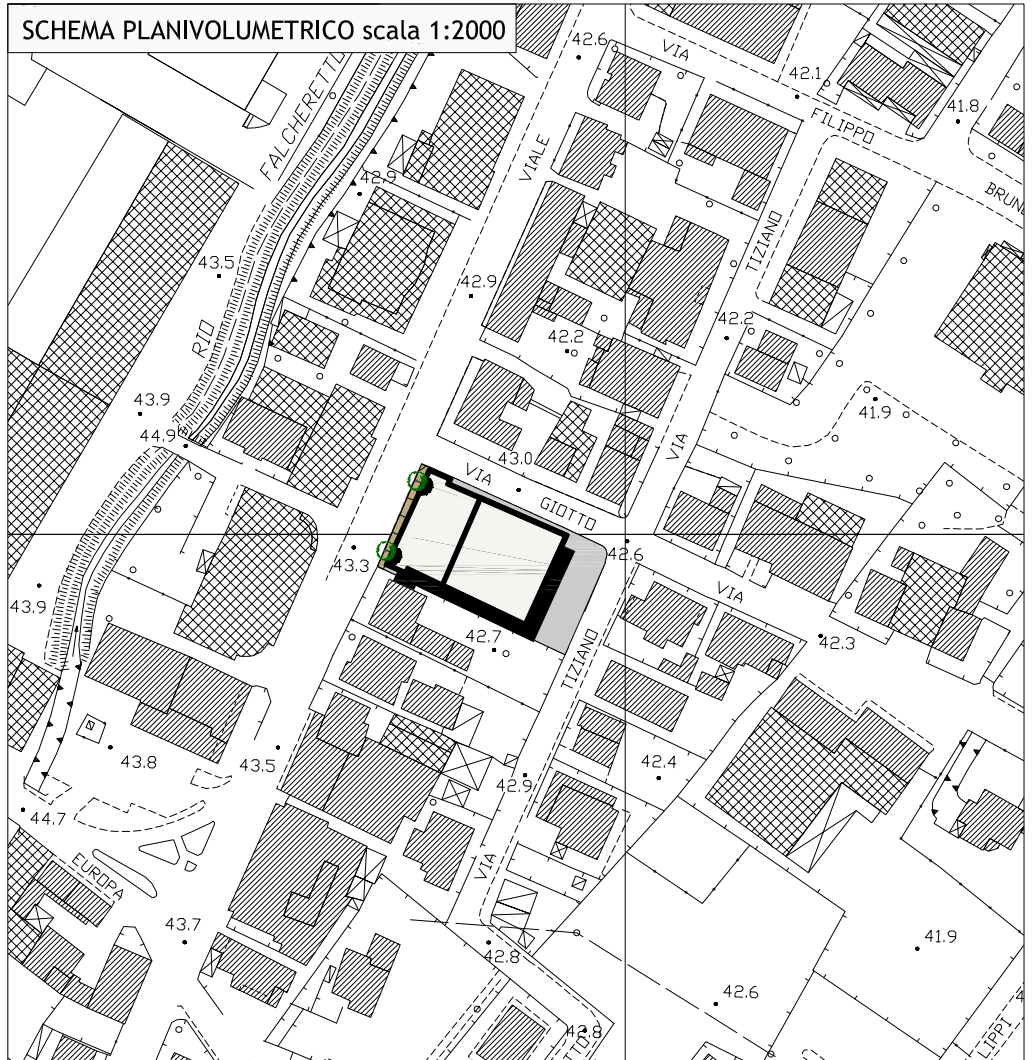 SCHEMA PLANIVOLUMETRICO scala 1:2000
42.6
VIA
42.1
41.8
FALCHERETTO
VIALE
FILIPPO
42.9
BRUN
TIZIANO
43.5
42.9
RIO
42.2
42.2
43.9
41.9
44.9
VIA
43.0
VIA
GIOTTO
42.6
43.3
43.9
VIA
42.7
42.3
TIZIANO
43.8
43.5
42.9
42.4
44.7
EUROPA
VIA
43.7
42.8
41.9
42.6
42.8
LIPPI